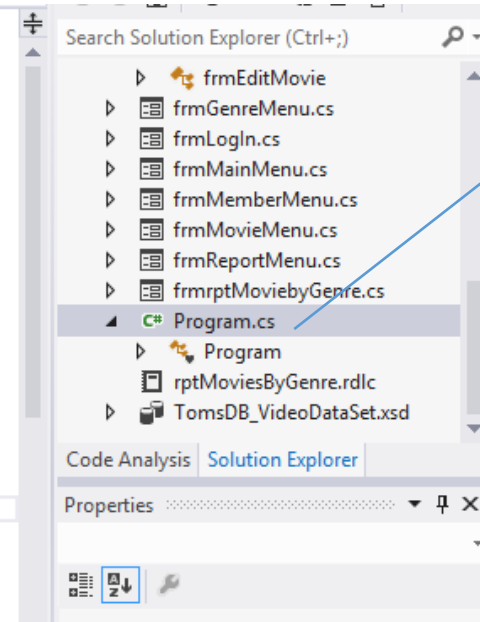 Search Solution Explorer (Ctrl+;)
frmEditMovie
frmGenreMenu.cs
frmLogIn.cs
frmMainMenu.cs
frmMemberMenu.cs
frmMovieMenu.cs
frmReportMenu.cs
frmrptMoviebyGenre.cs
C# Program.cs
Program
rptMoviesByGenre.rdlc
TomsDB_VideoDataSet.xsd
Code Analysis Solution Explorer
Properties
A
Z